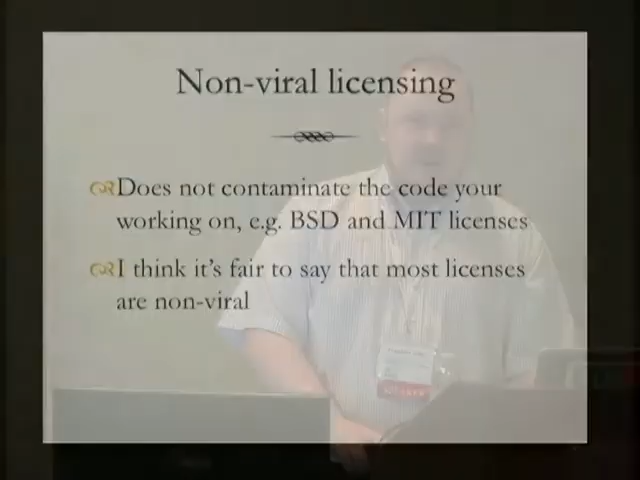 Non-viral licensing
Does not contaminate the code your
working on, e.g. BSD and MIT licenses
I think it's fair to say that most licenses
are non-viral